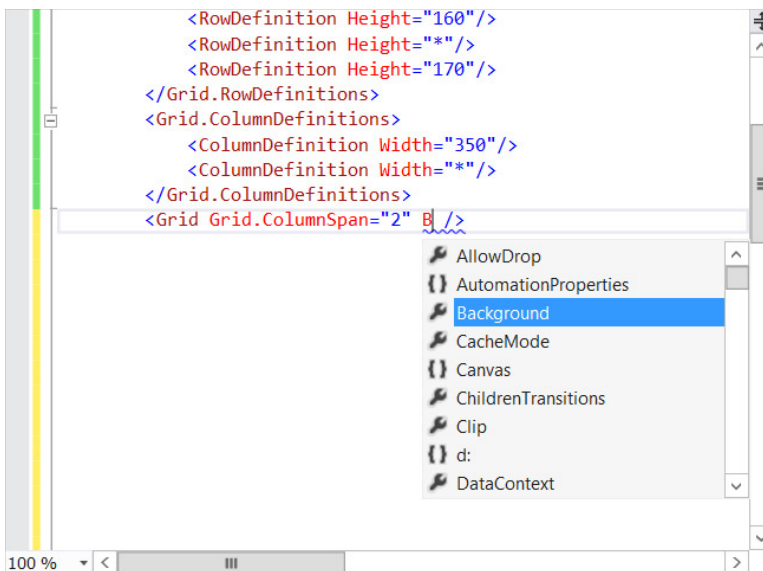 <RowDefinition Height="160"/>
<RowDefinition Height="*"/>
<RowDefinition Height="170"/>
</Grid.RowDefinitions>
<Grid.ColumnDefinitions>
<ColumnDefinition Width="350"/>
<ColumnDefinition Width="*"/>
</Grid.ColumnDefinitions>
<Grid Grid.ColumnSpan="2" B />
AllowDrop
{} AutomationProperties
Background
CacheMode
{} Canvas
ChildrenTransitions
Clip
{} d:
DataContext
100 %